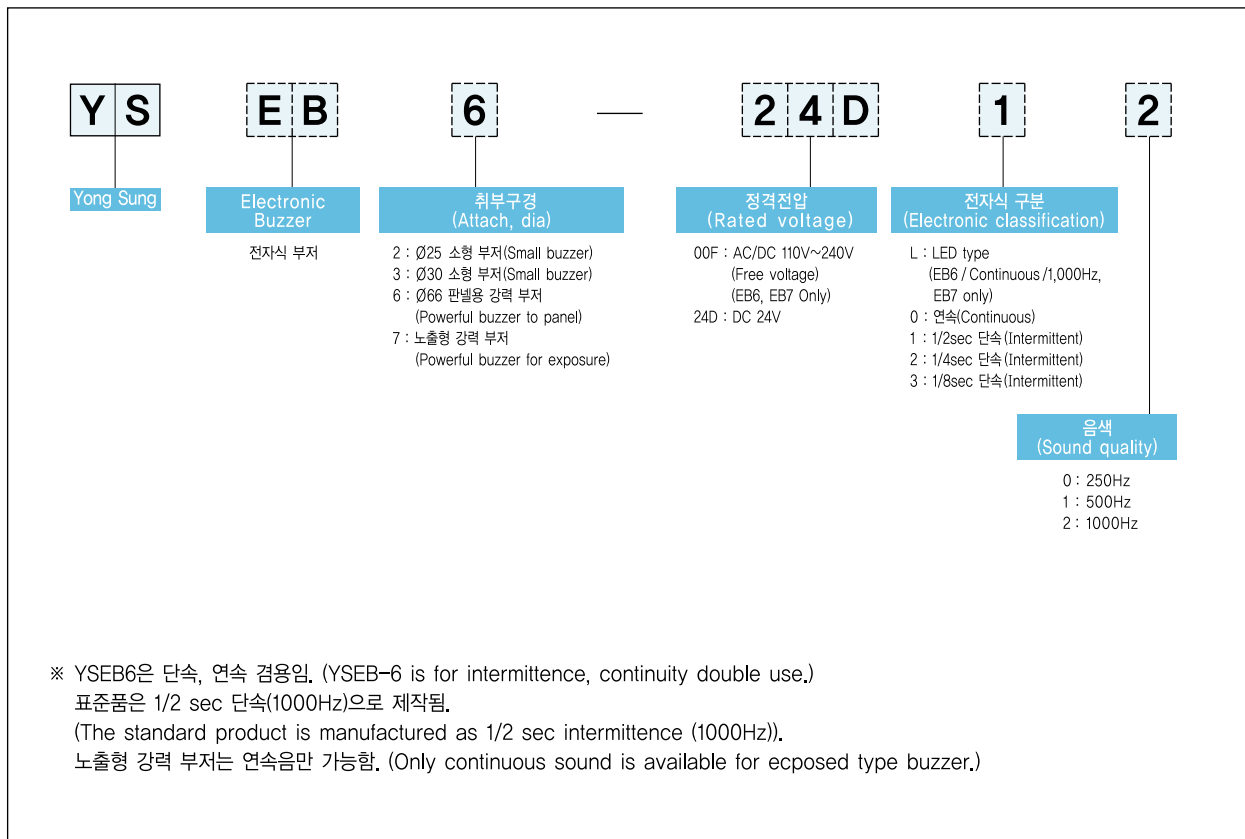 YS EB 6 — 24D 1 2
Yong Sung
Electronic
Buzzer
전자식 부저
취부구경
(Attach, dia)
2 : Ø25 소형 부저(Small buzzer)
3 : Ø30 소형 부저(Small buzzer)
6 : Ø66 판넬용 강력 부저
(Powerful buzzer to panel)
7 : 노출형 강력 부저
(Powerful buzzer for exposure)
정격전압
(Rated voltage)
00F : AC/DC 110V~240V
(Free voltage)
(EB6, EB7 Only)
24D : DC 24V
전자식 구분
(Electronic classification)
L : LED type
(EB6 / Continuous /1,000Hz,
EB7 only)
0 : 연속(Continuous)
1 : 1/2sec 단속(Intermittent)
2 : 1/4sec 단속(Intermittent)
3 : 1/8sec 단속(Intermittent)
음색
(Sound quality)
0 : 250Hz
1 : 500Hz
2 : 1000Hz
※ YSEB6은 단속, 연속 겸용임. (YSEB-6 is for intermittence, continuity double use.)
표준품은 1/2 sec 단속(1000Hz)으로 제작됨.
(The standard product is manufactured as 1/2 sec intermittence (1000Hz)).
노출형 강력 부저는 연속음만 가능함. (Only continuous sound is available for ecposed type buzzer.)